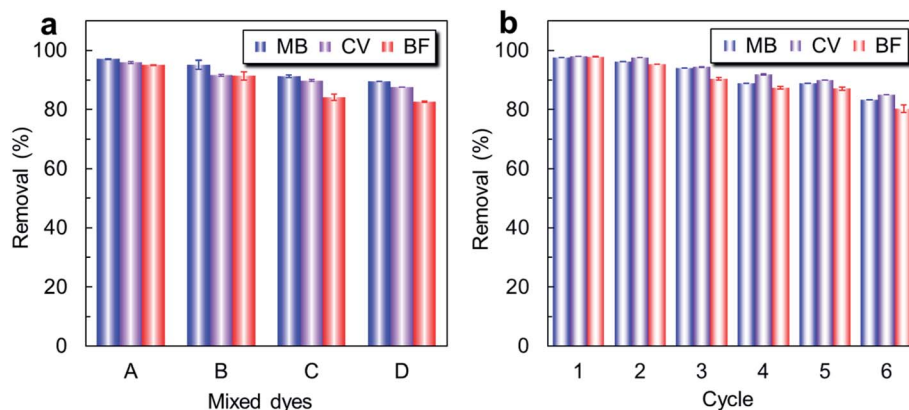 a
MB CV BF
100
80
60
40
20
0
Removal (%)
A B C D
Mixed dyes
b
MB CV BF
100
80
60
40
20
0
Removal (%)
1 2 3 4 5 6
Cycle